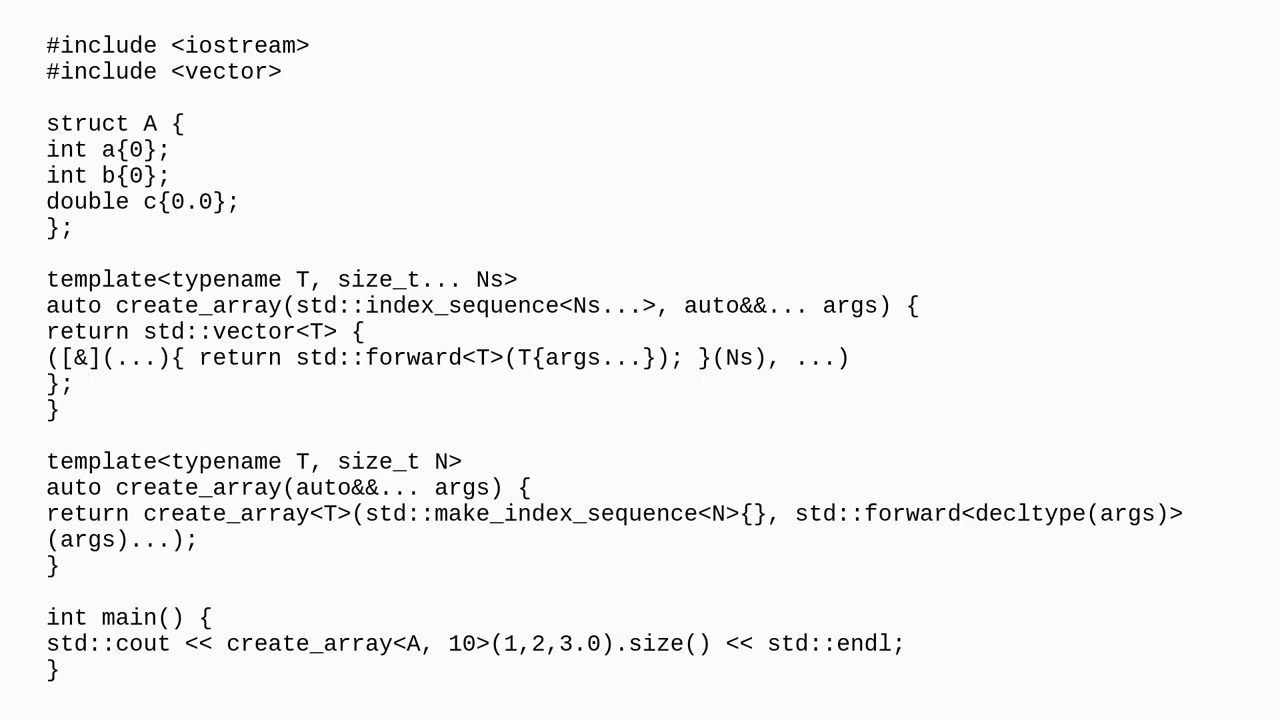 #include <iostream>
#include <vector>

struct A {
int a{0};
int b{0};
double c{0.0};
};

template<typename T, size_t... Ns>
auto create_array(std::index_sequence<Ns...>, auto&&... args) {
return std::vector<T> {
([&](...){ return std::forward<T>(T{args...}); }(Ns), ...)
};
}

template<typename T, size_t N>
auto create_array(auto&&... args) {
return create_array<T>(std::make_index_sequence<N>{}, std::forward<decltype(args)>
(args)...);
}

int main() {
std::cout << create_array<A, 10>(1,2,3.0).size() << std::endl;
}